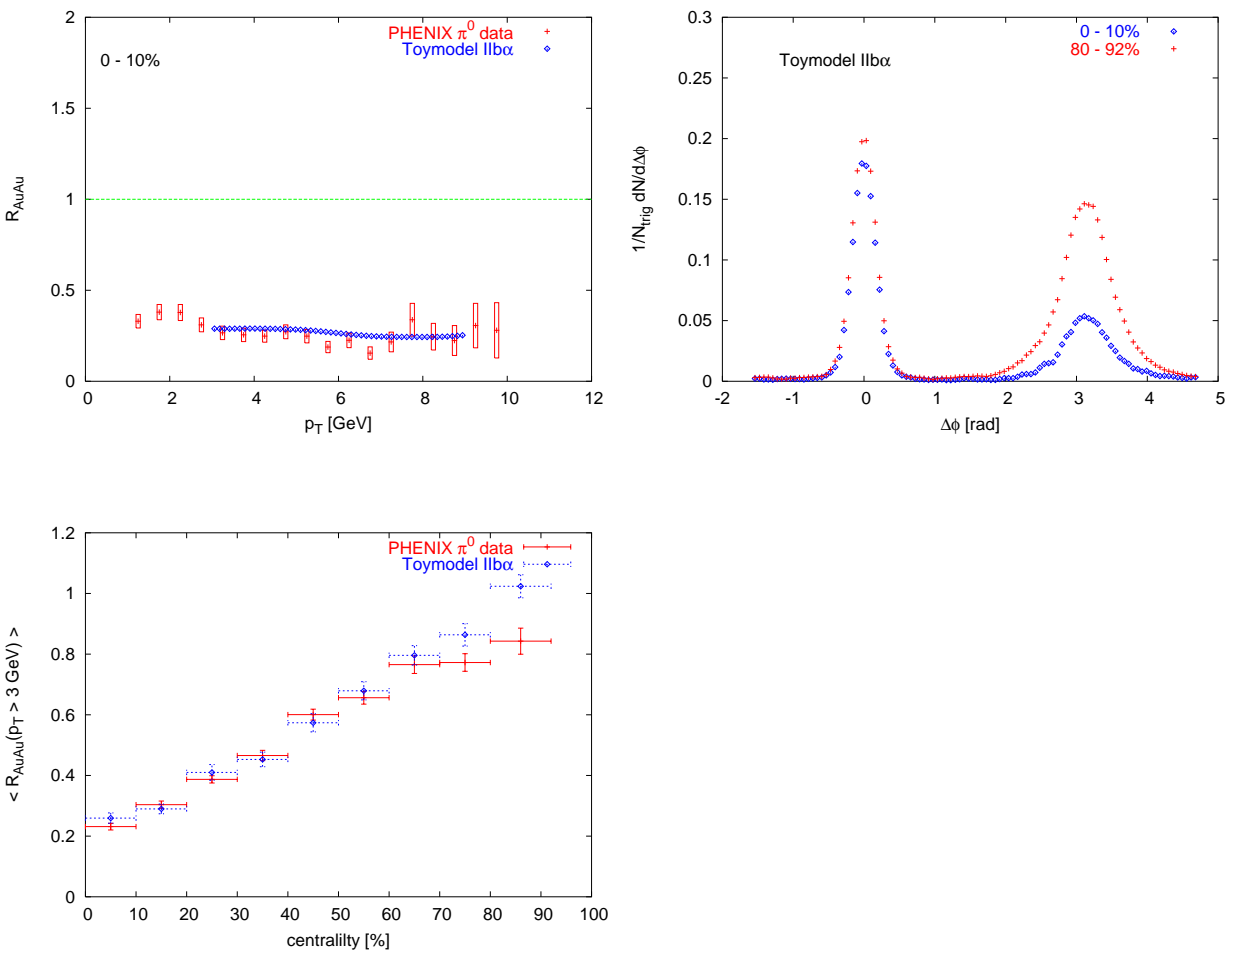 2
1.5
1
0.5
0
0 2 4 6 8 10 12
R_AuAu
p_T [GeV]
0 - 10%
PHENIX π^0 data
Toymodel IIbα
0.3
0.25
0.2
0.15
0.1
0.05
0
-2 -1 0 1 2 3 4 5
1/N_trig dN/dΔϕ
Δϕ [rad]
Toymodel IIbα
0 - 10%
80 - 92%
1.2
1
0.8
0.6
0.4
0.2
0
0 10 20 30 40 50 60 70 80 90 100
< R_AuAu(p_T > 3 GeV) >
centralilty [%]
PHENIX π^0 data
Toymodel IIbα